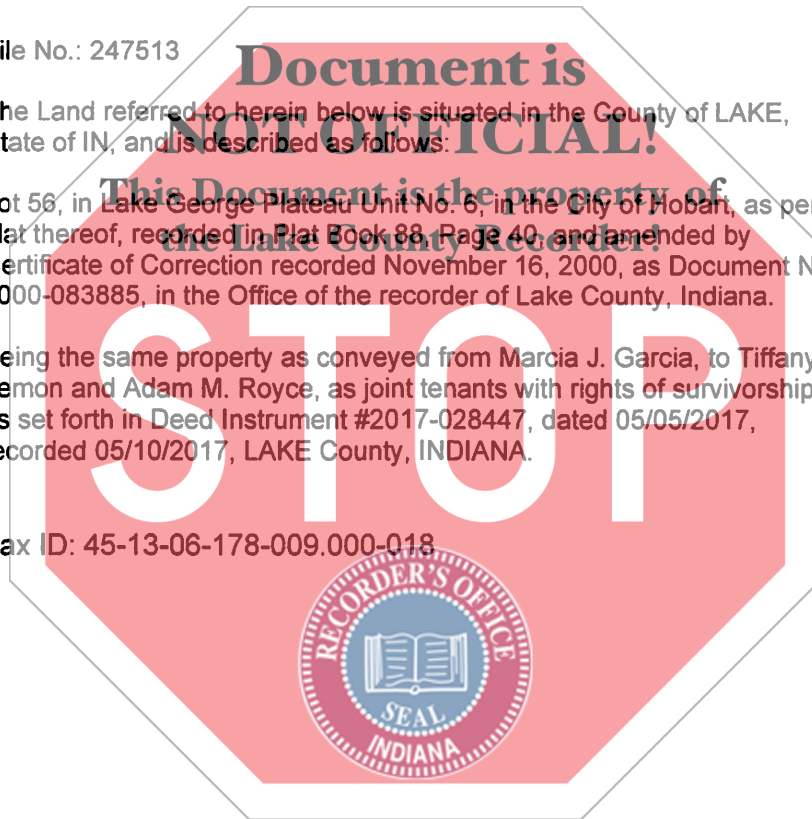 ile No.: 247513
Document is
he Land referred to herein below is situated in the County of LAKE,
NOT OFFICIAL!
tate of IN, and is described as follows:
This Document is the property of
ot 56, in Lake George Plateau Unit No. 6, in the City of Hobart, as per
the Lake County Recorder!
lat thereof, recorded in Plat Book 88, Page 40, and amended by
ertificate of Correction recorded November 16, 2000, as Document N
000-083885, in the Office of the recorder of Lake County, Indiana.
STOP
eing the same property as conveyed from Marcia J. Garcia, to Tiffany
emon and Adam M. Royce, as joint tenants with rights of survivorship
s set forth in Deed Instrument #2017-028447, dated 05/05/2017,
ecorded 05/10/2017, LAKE County, INDIANA.
ax ID: 45-13-06-178-009.000-018
RECORDER'S OFFICE
SEAL
INDIANA